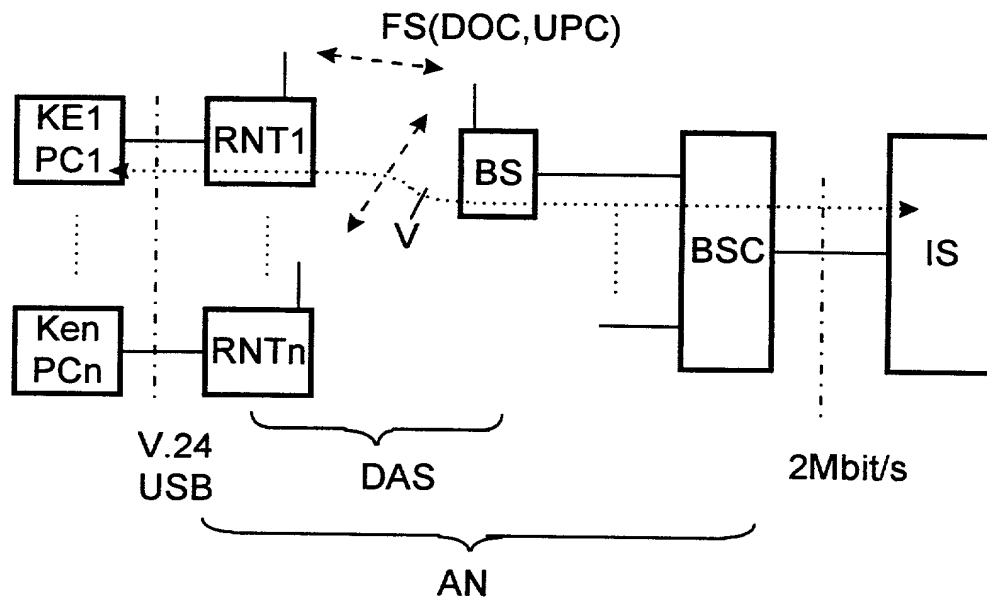 FS(DOC,UPC)
KE1
PC1
RNT1
BS
V
BSC
IS
Ken
PCn
RNTn
V.24
USB
DAS
2Mbit/s
AN